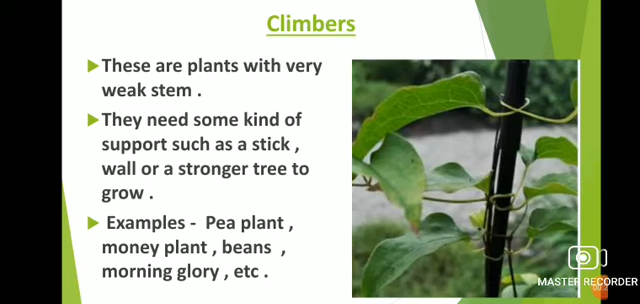 Climbers
These are plants with very
weak stem .
They need some kind of
support such as a stick ,
wall or a stronger tree to
grow .
Examples - Pea plant ,
money plant , beans ,
morning glory , etc .
MASTER RECORDER